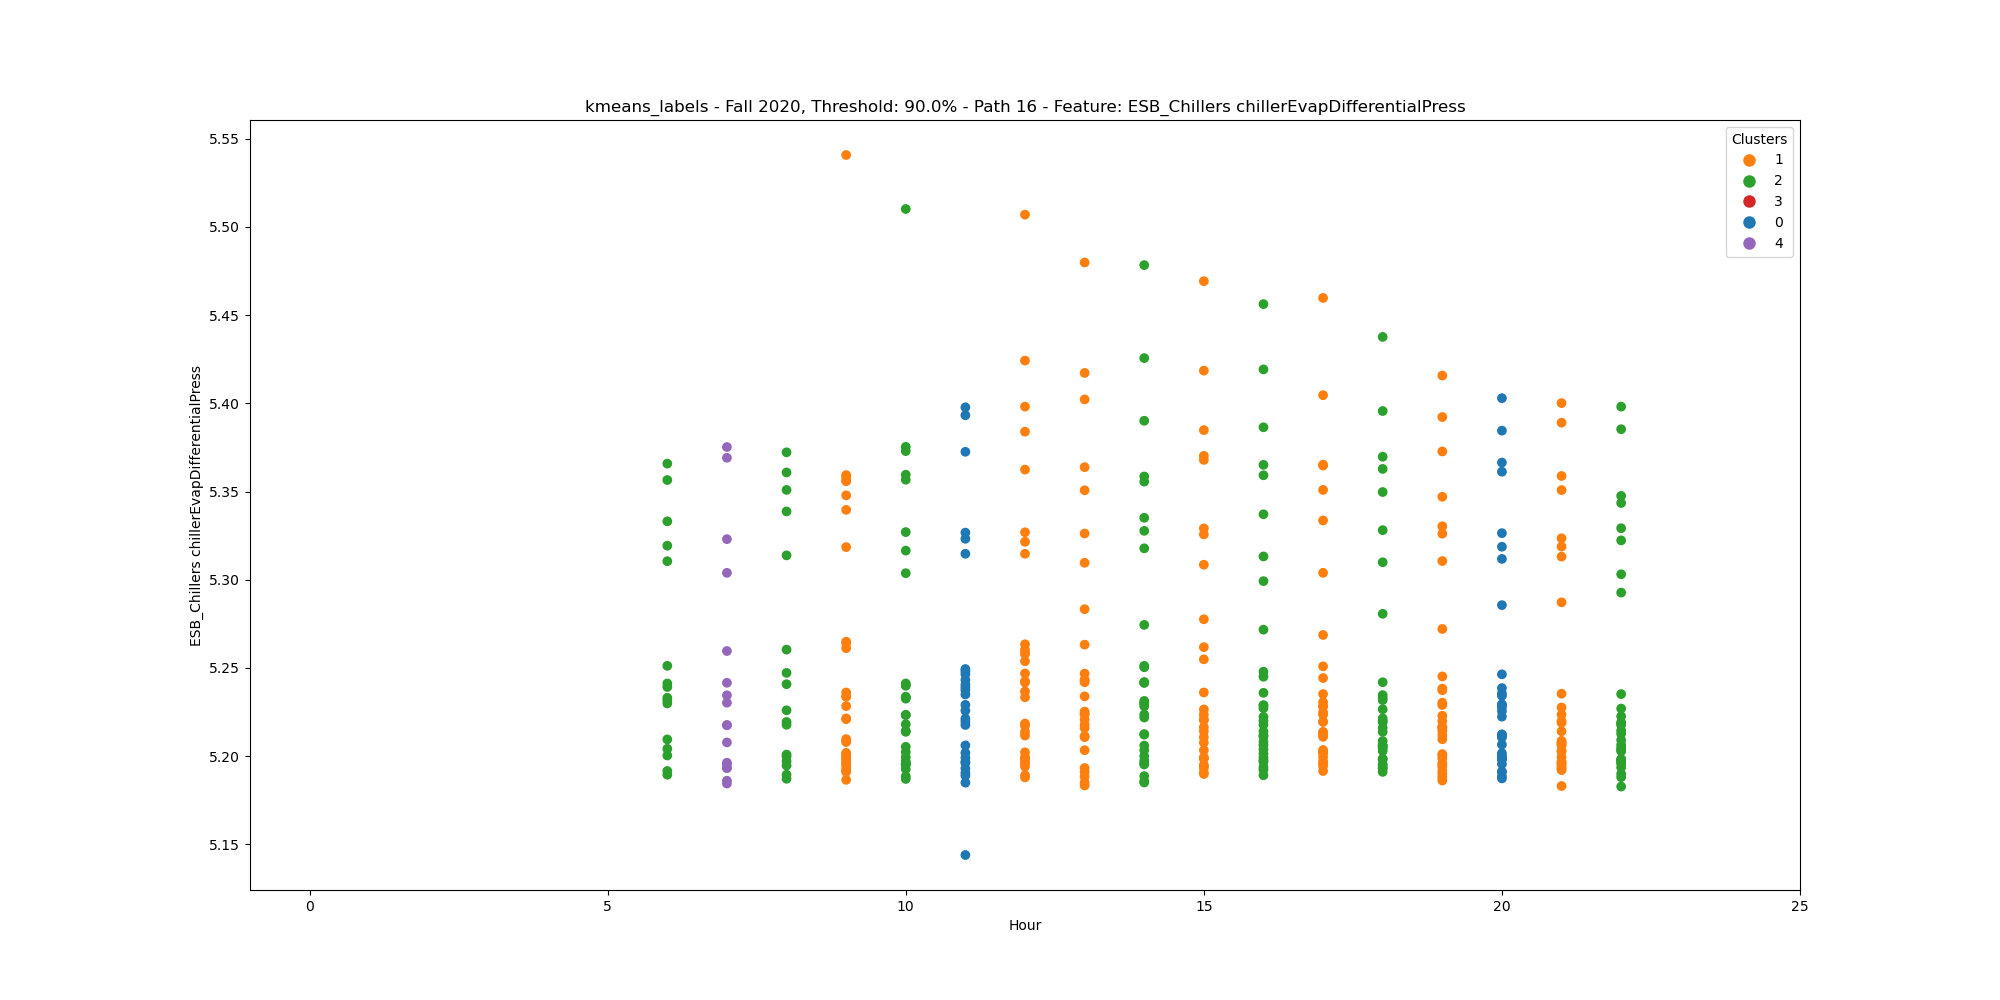 kmeans_labels - Fall 2020, Threshold: 90.0% - Path 16 - Feature: ESB_Chillers chillerEvapDifferentialPress
Clusters
1
2
3
0
4
5.55
5.50
5.45
5.40
5.35
5.30
5.25
5.20
5.15
ESB_Chillers chillerEvapDifferentialPress
0 5 10 15 20 25
Hour